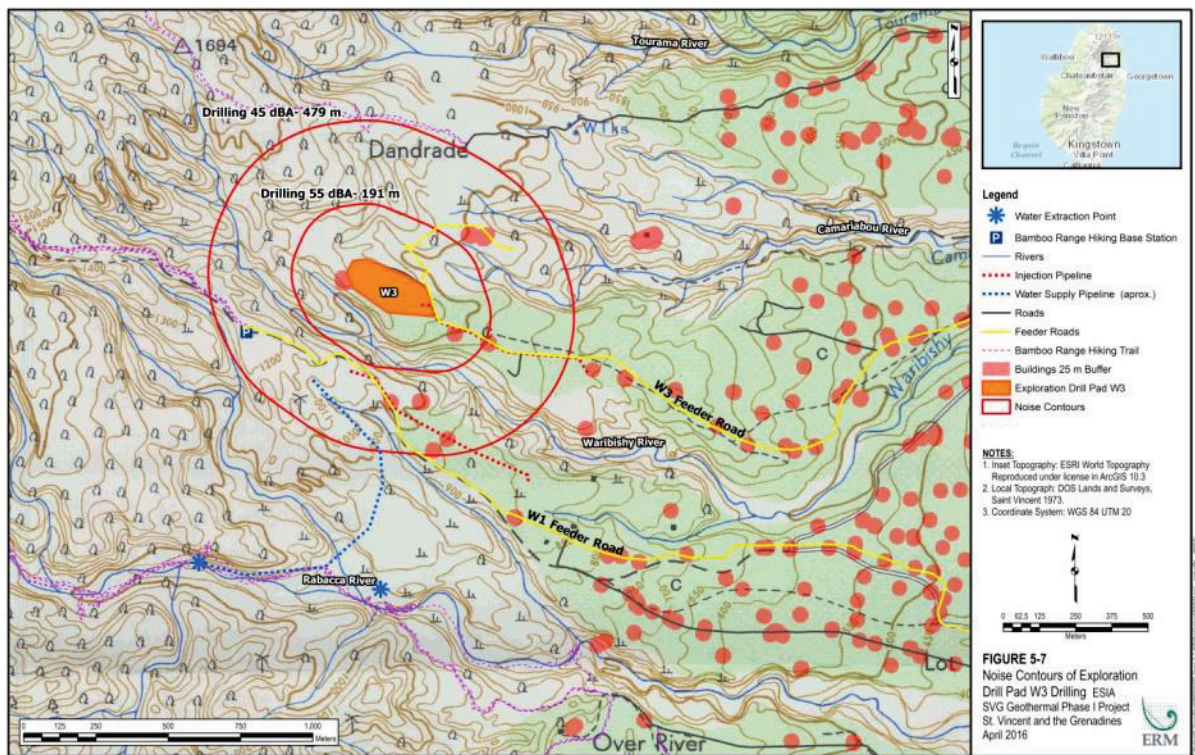 1694
Tourama River
Tourama
Drilling 45 dBA- 479 m
Wtks
Dandrade
Drilling 55 dBA- 191 m
Camariabou River
W3
P
C
C
W3 Feeder Road
Waribishy
Waribishy River
W1 Feeder Road
C
Rabacca River
Lot
Over River
0 125 250 500 750 1,000
Meters
Wallibou
Chateaubelair
Georgetown
New Prospect
Kingstown
Villa Point
Calliaqua
Legend
Water Extraction Point
P Bamboo Range Hiking Base Station
Rivers
Injection Pipeline
Water Supply Pipeline (aprox.)
Roads
Feeder Roads
Bamboo Range Hiking Trail
Buildings 25 m Buffer
Exploration Drill Pad W3
Noise Contours
NOTES:
1. Inset Topography: ESRI World Topography
Reproduced under license in ArcGIS 10.3
2. Local Topograph: DOS Lands and Surveys,
Saint Vincent 1973.
3. Coordinate System: WGS 84 UTM 20
N
0 62.5 125 250 375 500
Meters
FIGURE 5-7
Noise Contours of Exploration
Drill Pad W3 Drilling ESIA
SVG Geothermal Phase I Project
St. Vincent and the Grenadines
April 2016
ERM